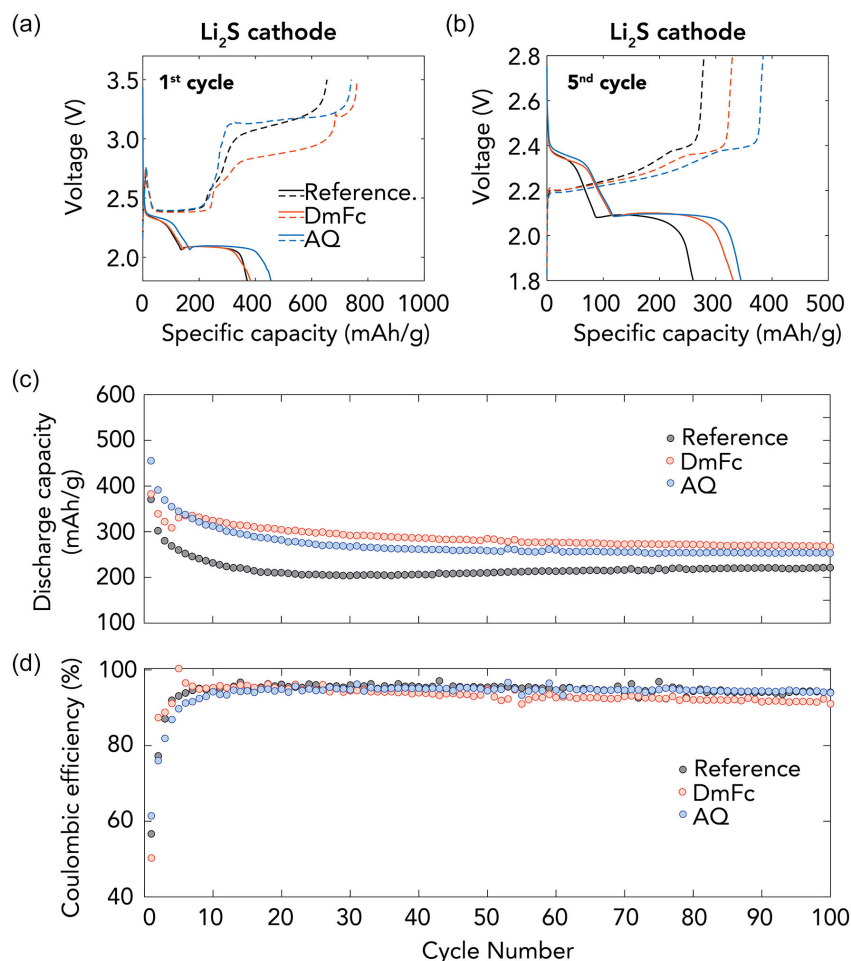 (a)
Li₂S cathode
1st cycle
3.5
3.0
2.5
2.0
Voltage (V)
Reference.
DmFc
AQ
0 200 400 600 800 1000
Specific capacity (mAh/g)
(b)
Li₂S cathode
5nd cycle
2.8
2.6
2.4
2.2
2.0
1.8
Voltage (V)
0 100 200 300 400 500
Specific capacity (mAh/g)
(c)
600
500
400
300
200
100
Discharge capacity
(mAh/g)
Reference
DmFc
AQ
(d)
100
80
60
40
Coulombic efficiency (%)
Reference
DmFc
AQ
0 10 20 30 40 50 60 70 80 90 100
Cycle Number